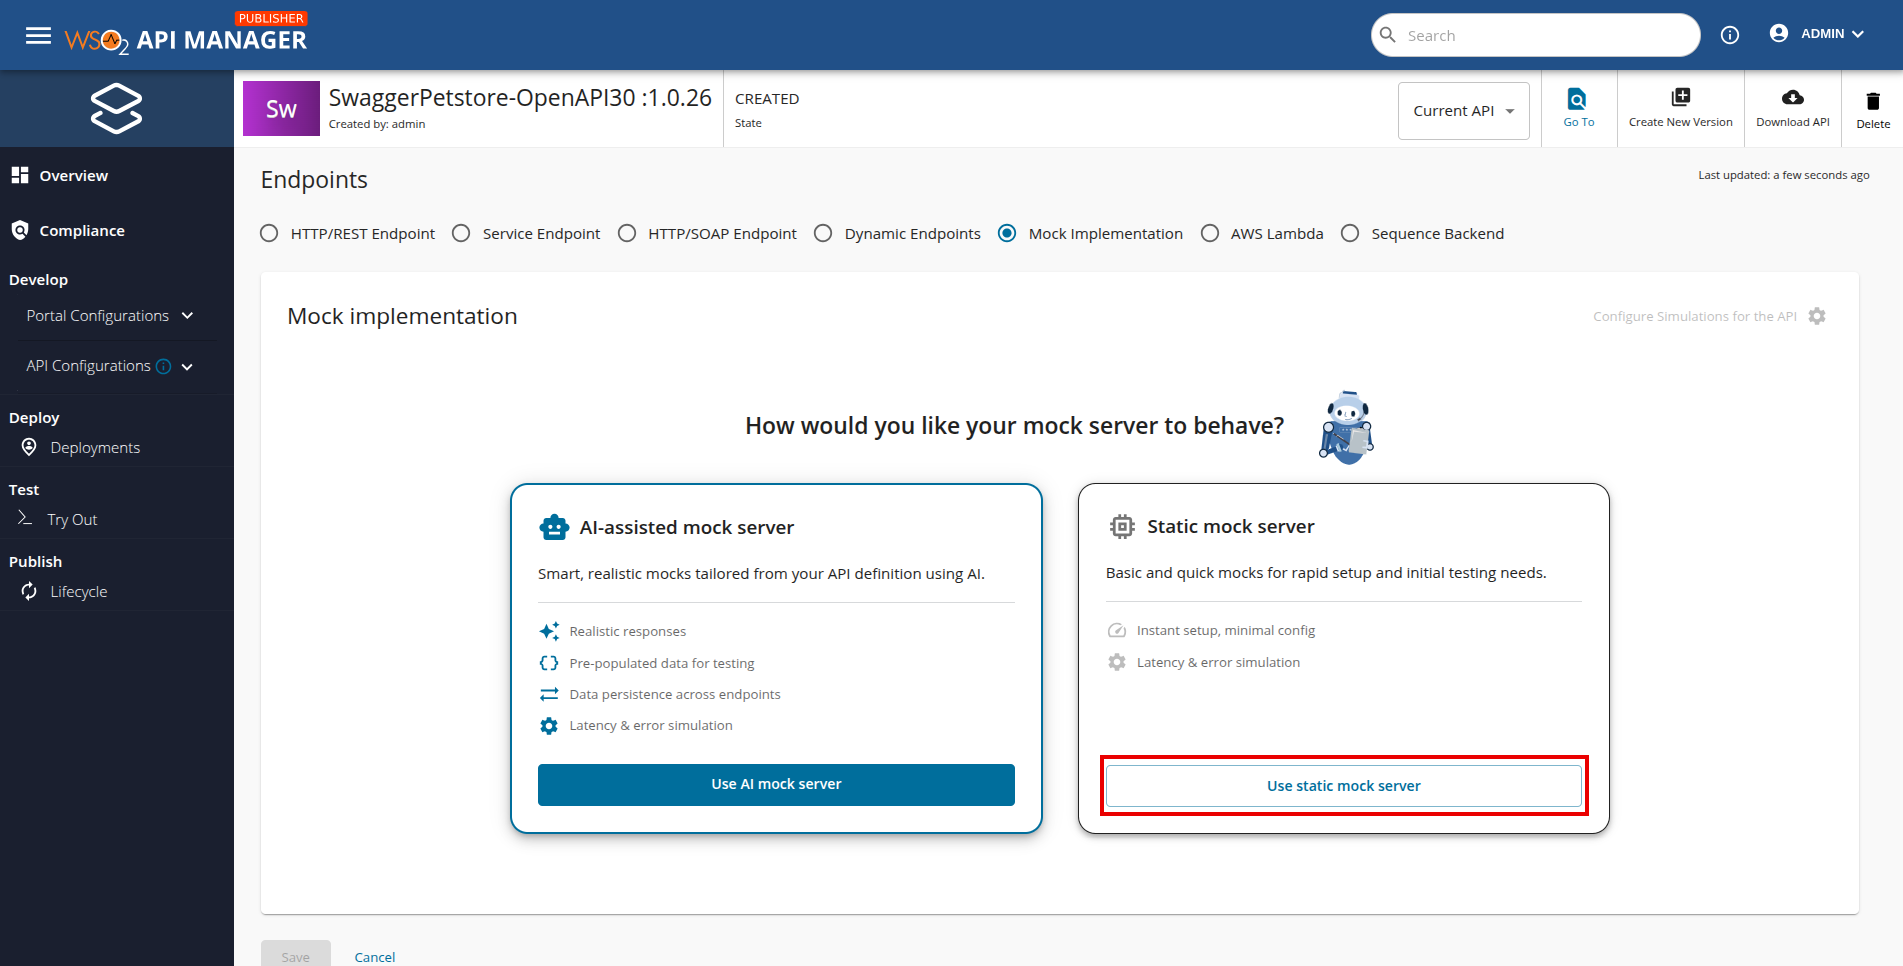 PUBLISHER
WSO2 API MANAGER
Search
ADMIN
Sw
SwaggerPetstore-OpenAPI30 :1.0.26
Created by: admin
CREATED
State
Current API
Go To
Create New Version
Download API
Delete
Overview
Compliance
Develop
Portal Configurations
API Configurations
Deploy
Deployments
Test
Try Out
Publish
Lifecycle
Endpoints
Last updated: a few seconds ago
HTTP/REST Endpoint
Service Endpoint
HTTP/SOAP Endpoint
Dynamic Endpoints
Mock Implementation
AWS Lambda
Sequence Backend
Mock implementation
Configure Simulations for the API
How would you like your mock server to behave?
AI-assisted mock server
Smart, realistic mocks tailored from your API definition using AI.
Realistic responses
Pre-populated data for testing
Data persistence across endpoints
Latency & error simulation
Use AI mock server
Static mock server
Basic and quick mocks for rapid setup and initial testing needs.
Instant setup, minimal config
Latency & error simulation
Use static mock server
Save
Cancel